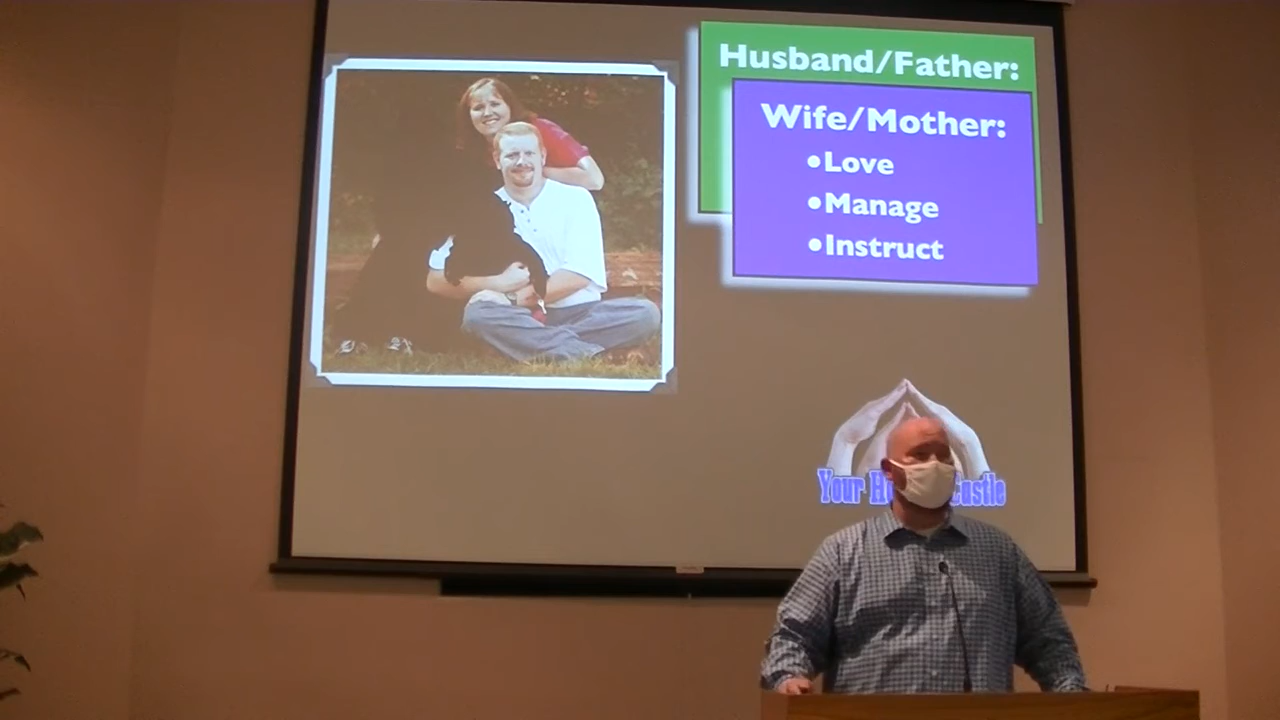 Husband/Father:
Wife/Mother:
•Love
•Manage
•Instruct
Your Castle